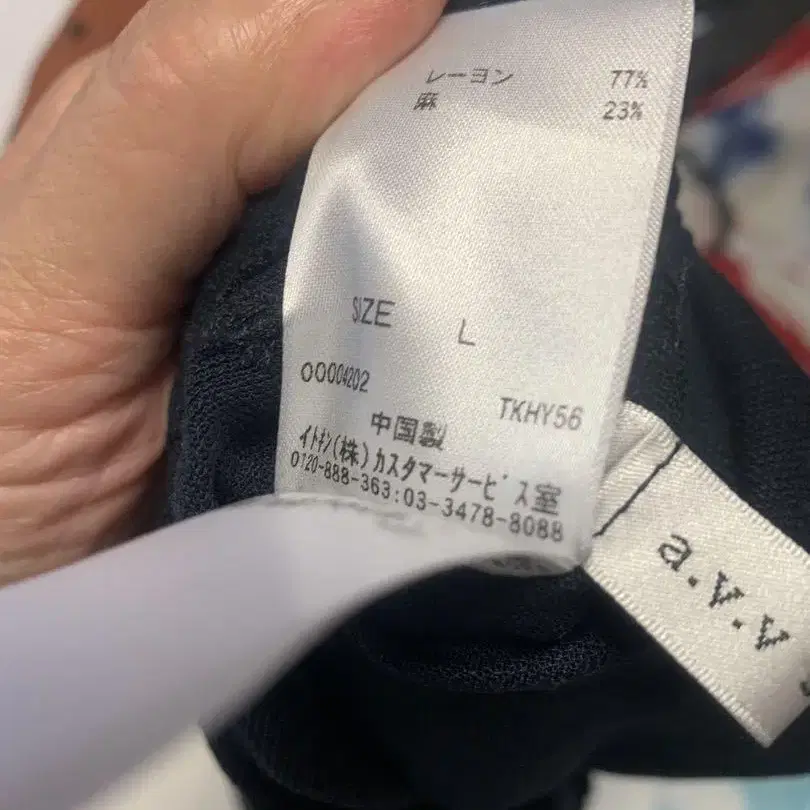 レーヨン 77%
麻 23%
SIZE L
00004202 TKHY56
中国製
イトキン(株)カスタマーサービス室
0120-888-363:03-3478-8088
a.v.v